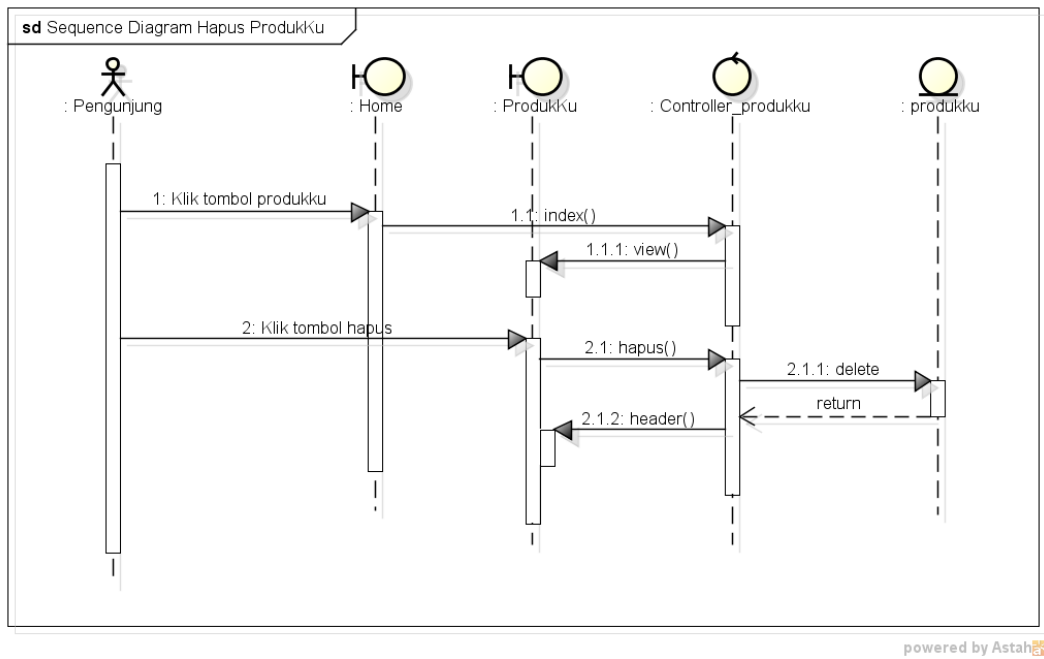 sd Sequence Diagram Hapus ProdukKu
: Pengunjung
: Home
: ProdukKu
: Controller_produkku
: produkku
1: Klik tombol produkku
1.1: index()
1.1.1: view()
2: Klik tombol hapus
2.1: hapus()
2.1.1: delete
return
2.1.2: header()
powered by Astah